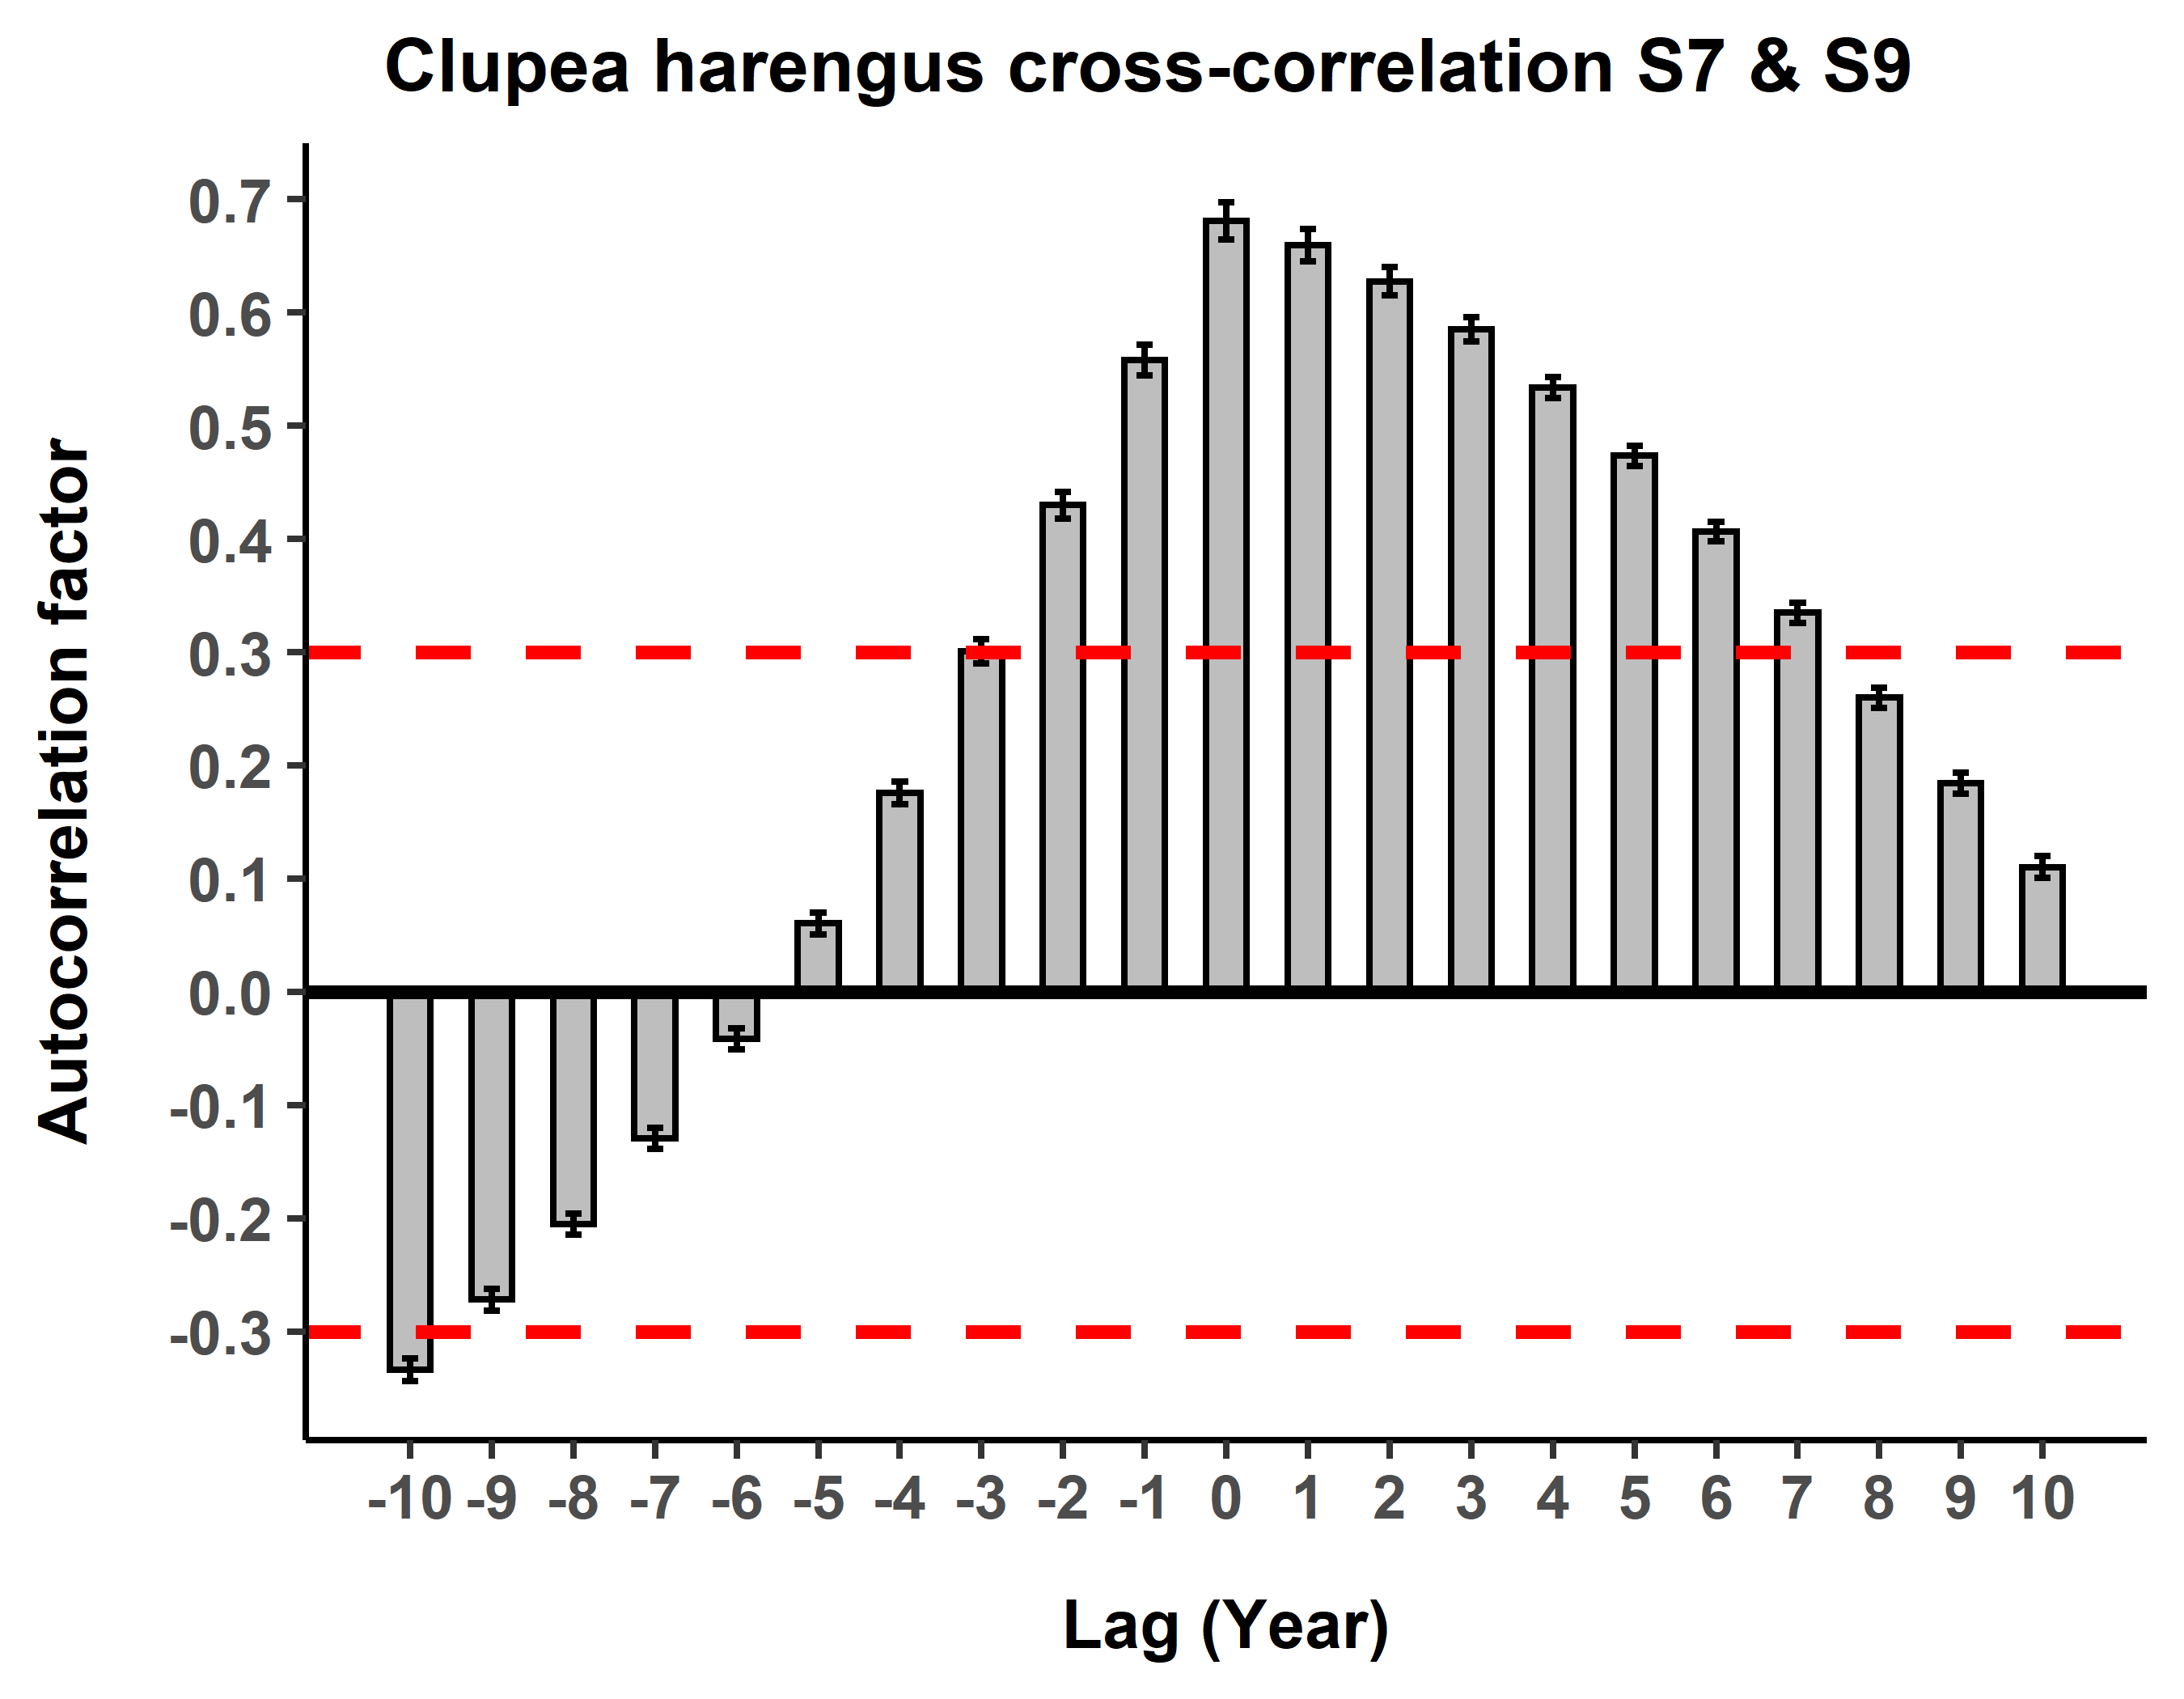 Clupea harengus cross-correlation S7 & S9
Autocorrelation factor
0.7
0.6
0.5
0.4
0.3
0.2
0.1
0.0
-0.1
-0.2
-0.3
-10 -9 -8 -7 -6 -5 -4 -3 -2 -1 0 1 2 3 4 5 6 7 8 9 10
Lag (Year)